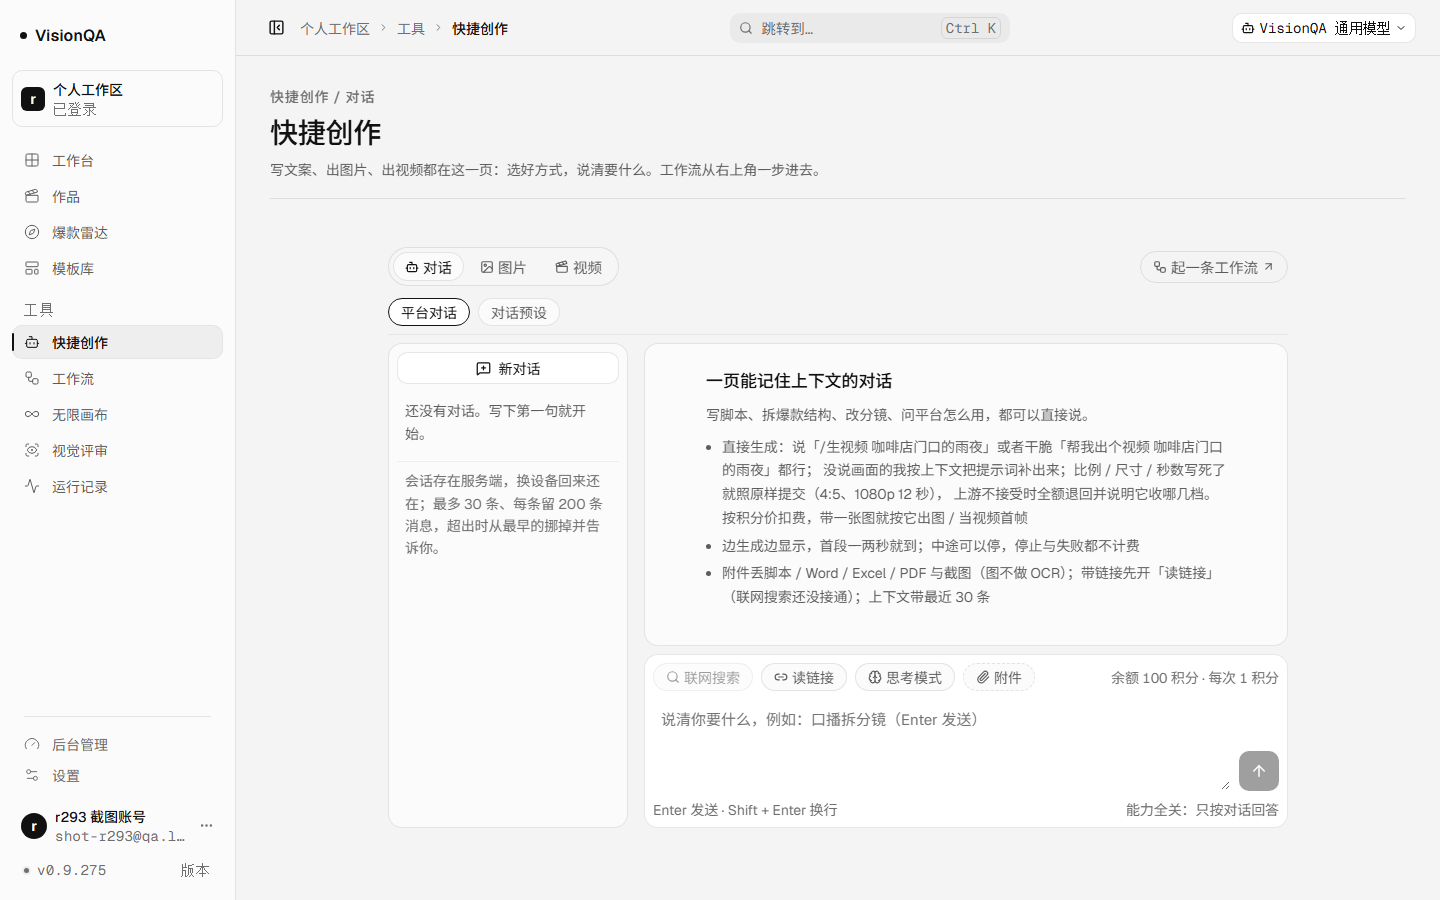 VisionQA
r
个人工作区
已登录
工作台
作品
爆款雷达
模板库
工具
快捷创作
工作流
无限画布
视觉评审
运行记录
后台管理
设置
r
r293 截图账号
shot-r293@qa.l…
v0.9.275
版本
个人工作区 > 工具 > 快捷创作
跳转到…
Ctrl K
VisionQA 通用模型
快捷创作 / 对话
快捷创作
写文案、出图片、出视频都在这一页：选好方式，说清要什么。工作流从右上角一步进去。
对话
图片
视频
起一条工作流
平台对话
对话预设
新对话
还没有对话。写下第一句就开
始。
会话存在服务端，换设备回来还
在；最多 30 条、每条留 200 条
消息，超出时从最早的挪掉并告
诉你。
一页能记住上下文的对话
写脚本、拆爆款结构、改分镜、问平台怎么用，都可以直接说。
直接生成：说「/生视频 咖啡店门口的雨夜」或者干脆「帮我出个视频 咖啡店门口
的雨夜」都行； 没说画面的我按上下文把提示词补出来；比例 / 尺寸 / 秒数写死了
就照原样提交（4:5、1080p 12 秒）， 上游不接受时全额退回并说明它收哪几档。
按积分价扣费，带一张图就按它出图 / 当视频首帧
边生成边显示，首段一两秒就到；中途可以停，停止与失败都不计费
附件丢脚本 / Word / Excel / PDF 与截图（图不做 OCR）；带链接先开「读链接」
（联网搜索还没接通）；上下文带最近 30 条
联网搜索
读链接
思考模式
附件
余额 100 积分 · 每次 1 积分
说清你要什么，例如：口播拆分镜（Enter 发送）
Enter 发送 · Shift + Enter 换行
能力全关：只按对话回答